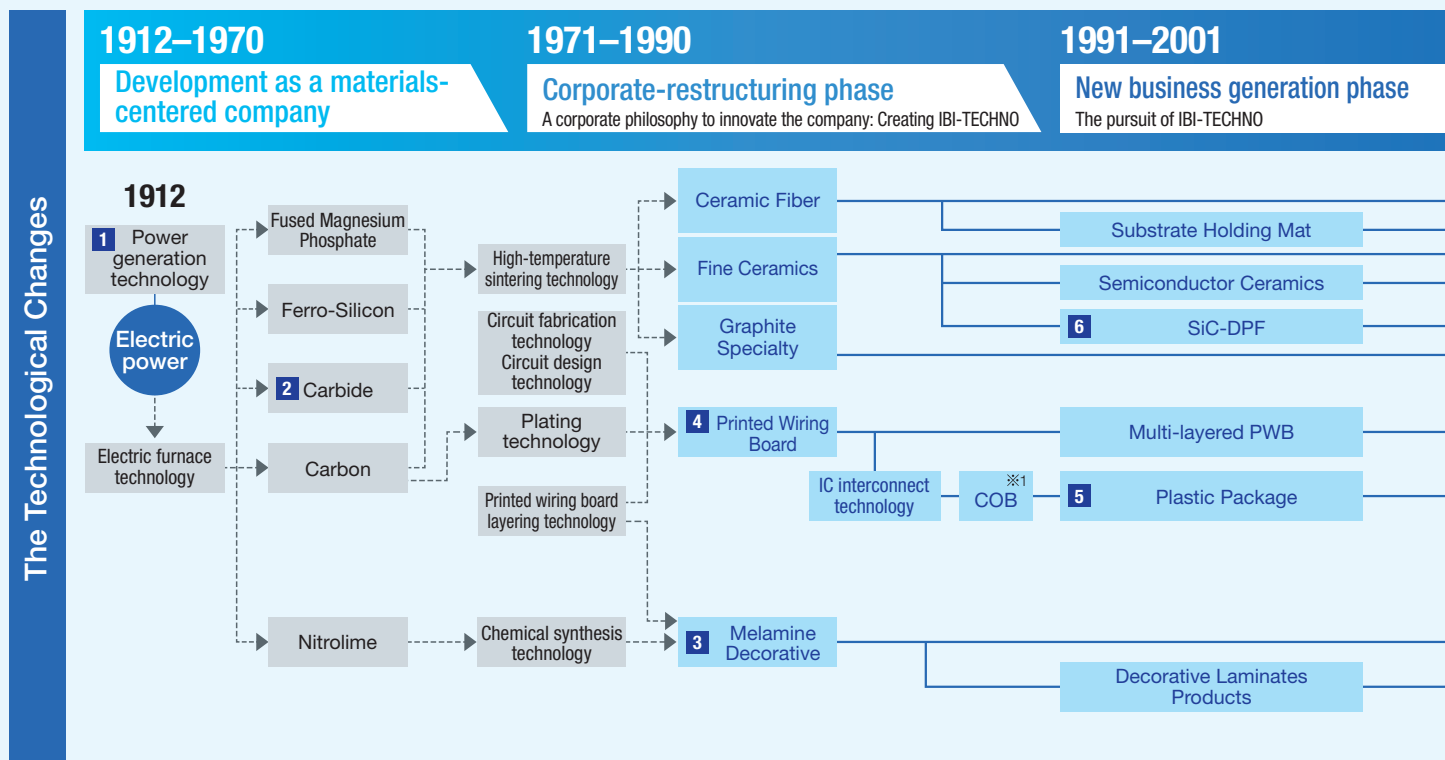 The Technological Changes
1912–1970
Development as a materials-
centered company
1971–1990
Corporate-restructuring phase
A corporate philosophy to innovate the company: Creating IBI-TECHNO
1991–2001
New business generation phase
The pursuit of IBI-TECHNO
1912
1 Power
generation
technology
Electric
power
Electric furnace
technology
Fused Magnesium
Phosphate
Ferro-Silicon
2 Carbide
Carbon
Nitrolime
High-temperature
sintering technology
Circuit fabrication
technology
Circuit design
technology
Plating
technology
Printed wiring board
layering technology
Chemical synthesis
technology
Ceramic Fiber
Fine Ceramics
Graphite
Specialty
4 Printed Wiring
Board
IC interconnect
technology
※1
COB
3 Melamine
Decorative
Substrate Holding Mat
Semiconductor Ceramics
6 SiC-DPF
Multi-layered PWB
5 Plastic Package
Decorative Laminates
Products